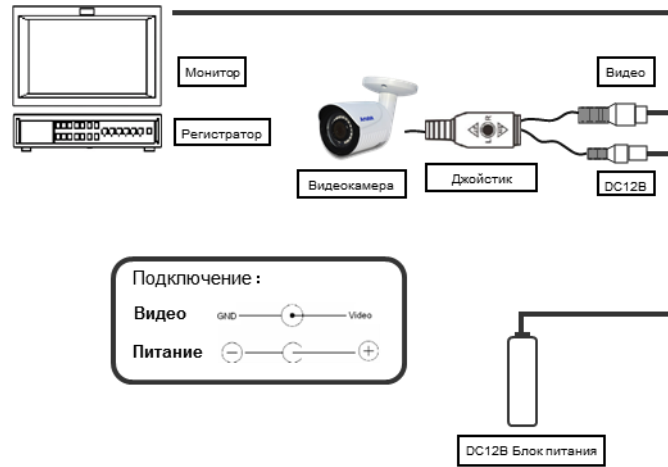 Монитор
Видео
Регистратор
L
R
Видеокамера
Джойстик
DC12В
Подключение:
Видео GND Video
Питание
DC12В Блок питания